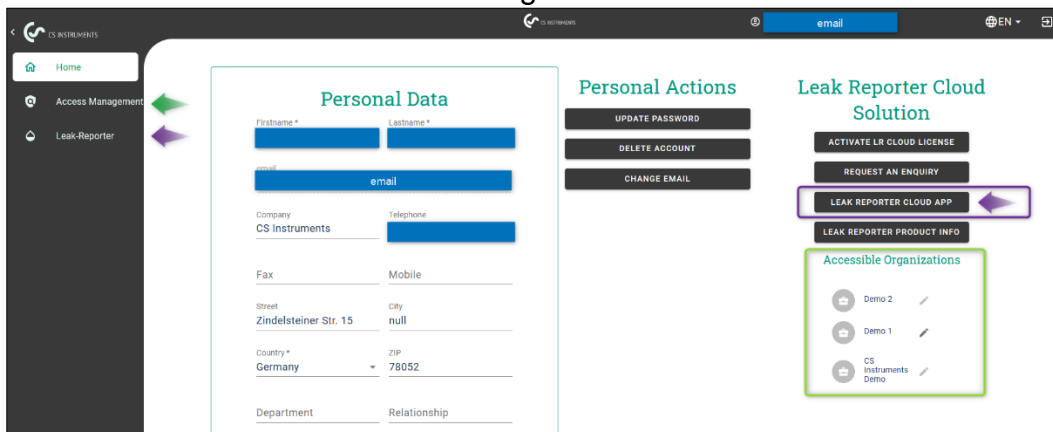 CS INSTRUMENTS
CS INSTRUMENTS
email
EN
Home
Access Management
Leak-Reporter
Personal Data
Firstname *
Lastname *
email
email
Company
CS Instruments
Telephone
Fax
Mobile
Street
Zindelsteiner Str. 15
City
null
Country *
Germany
ZIP
78052
Department
Relationship
Personal Actions
UPDATE PASSWORD
DELETE ACCOUNT
CHANGE EMAIL
Leak Reporter Cloud
Solution
ACTIVATE LR CLOUD LICENSE
REQUEST AN ENQUIRY
LEAK REPORTER CLOUD APP
LEAK REPORTER PRODUCT INFO
Accessible Organizations
Demo 2
Demo 1
CS
Instruments
Demo